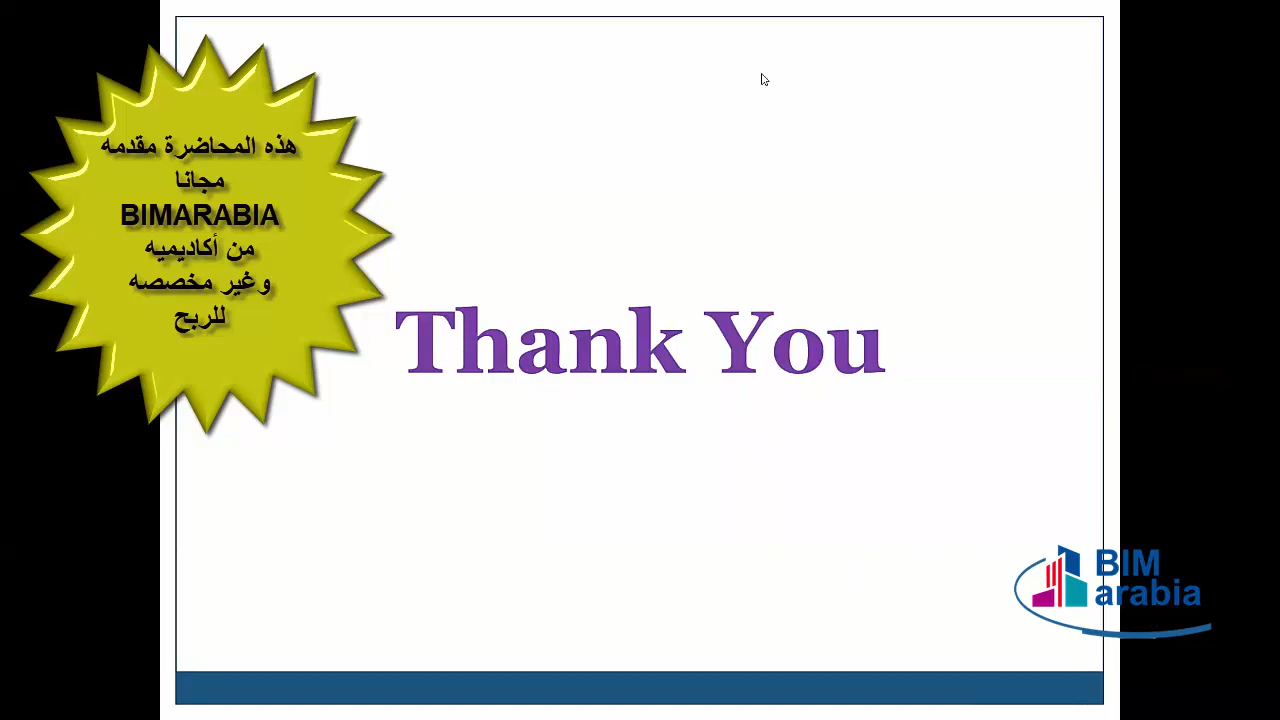 هذه المحاضرة مقدمه
مجانا
BIMARABIA
من أكاديميه
وغير مخصصه
للربح
Thank You
BIM
arabia